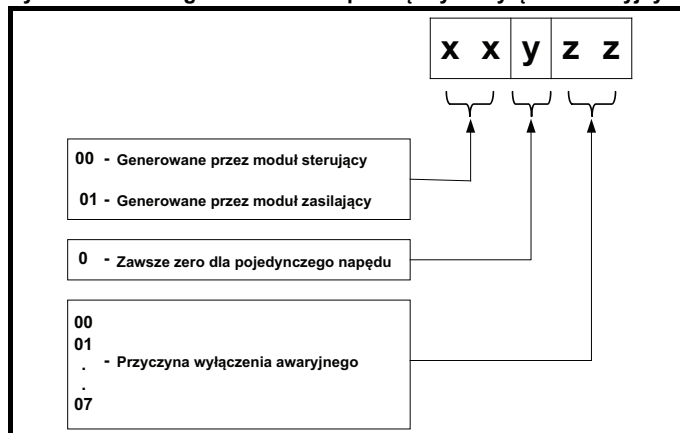 x x y z z
00 - Generowane przez moduł sterujący
01 - Generowane przez moduł zasilający
0 - Zawsze zero dla pojedynczego napędu
00
01
.
- Przyczyna wyłączenia awaryjnego
.
07